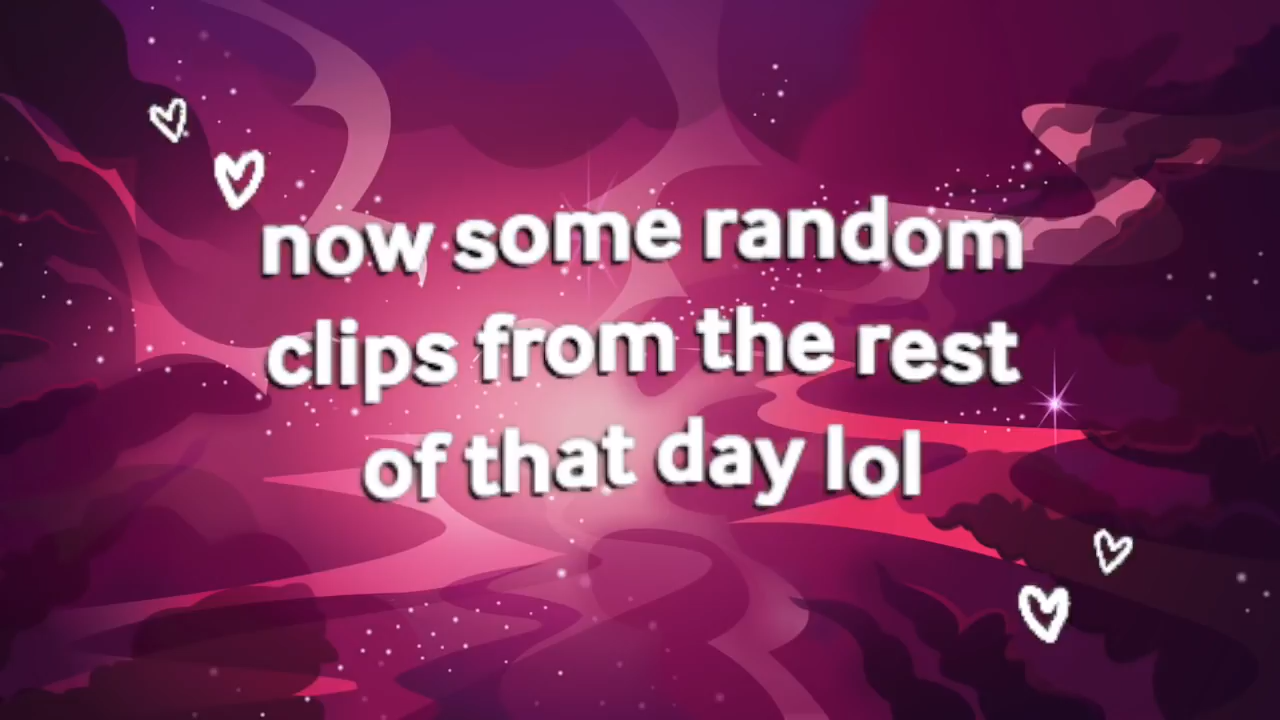 now some random
clips from the rest
of that day lol